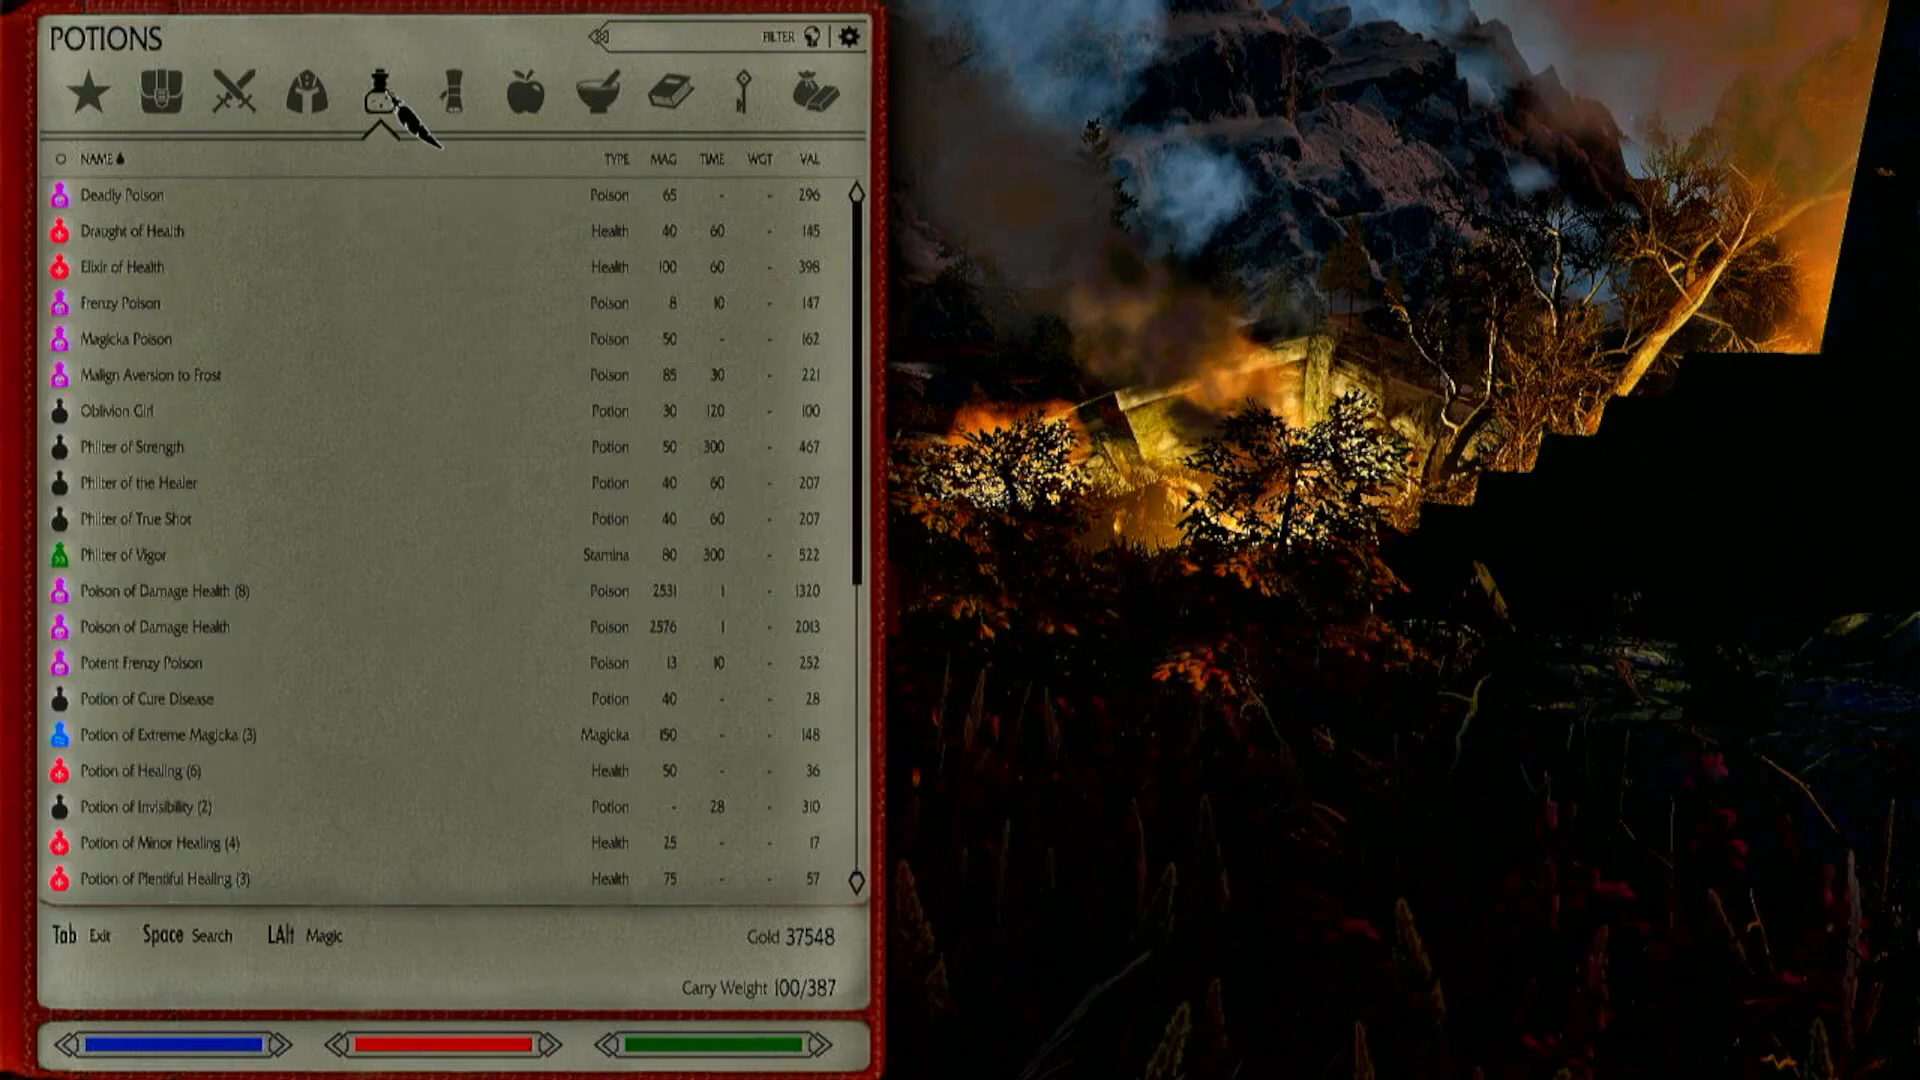 POTIONS
FILTER
NAME TYPE MAG TIME WGT VAL
Deadly Poison Poison 65 - - 296
Draught of Health Health 40 60 - 145
Elixir of Health Health 100 60 - 398
Frenzy Poison Poison 8 10 - 147
Magicka Poison Poison 50 - - 162
Malign Aversion to Frost Poison 85 30 - 221
Oblivion Girl Potion 30 120 - 100
Philter of Strength Potion 50 300 - 467
Philter of the Healer Potion 40 60 - 207
Philter of True Shot Potion 40 60 - 207
Philter of Vigor Stamina 80 300 - 522
Poison of Damage Health (8) Poison 2531 1 - 1320
Poison of Damage Health Poison 2576 1 - 2013
Potent Frenzy Poison Poison 13 10 - 252
Potion of Cure Disease Potion 40 - - 28
Potion of Extreme Magicka (3) Magicka 150 - - 148
Potion of Healing (6) Health 50 - - 36
Potion of Invisibility (2) Potion - 28 - 310
Potion of Minor Healing (4) Health 25 - - 17
Potion of Plentiful Healing (3) Health 75 - - 57
Tab Exit Space Search LAlt Magic Gold 37548
Carry Weight 100/387